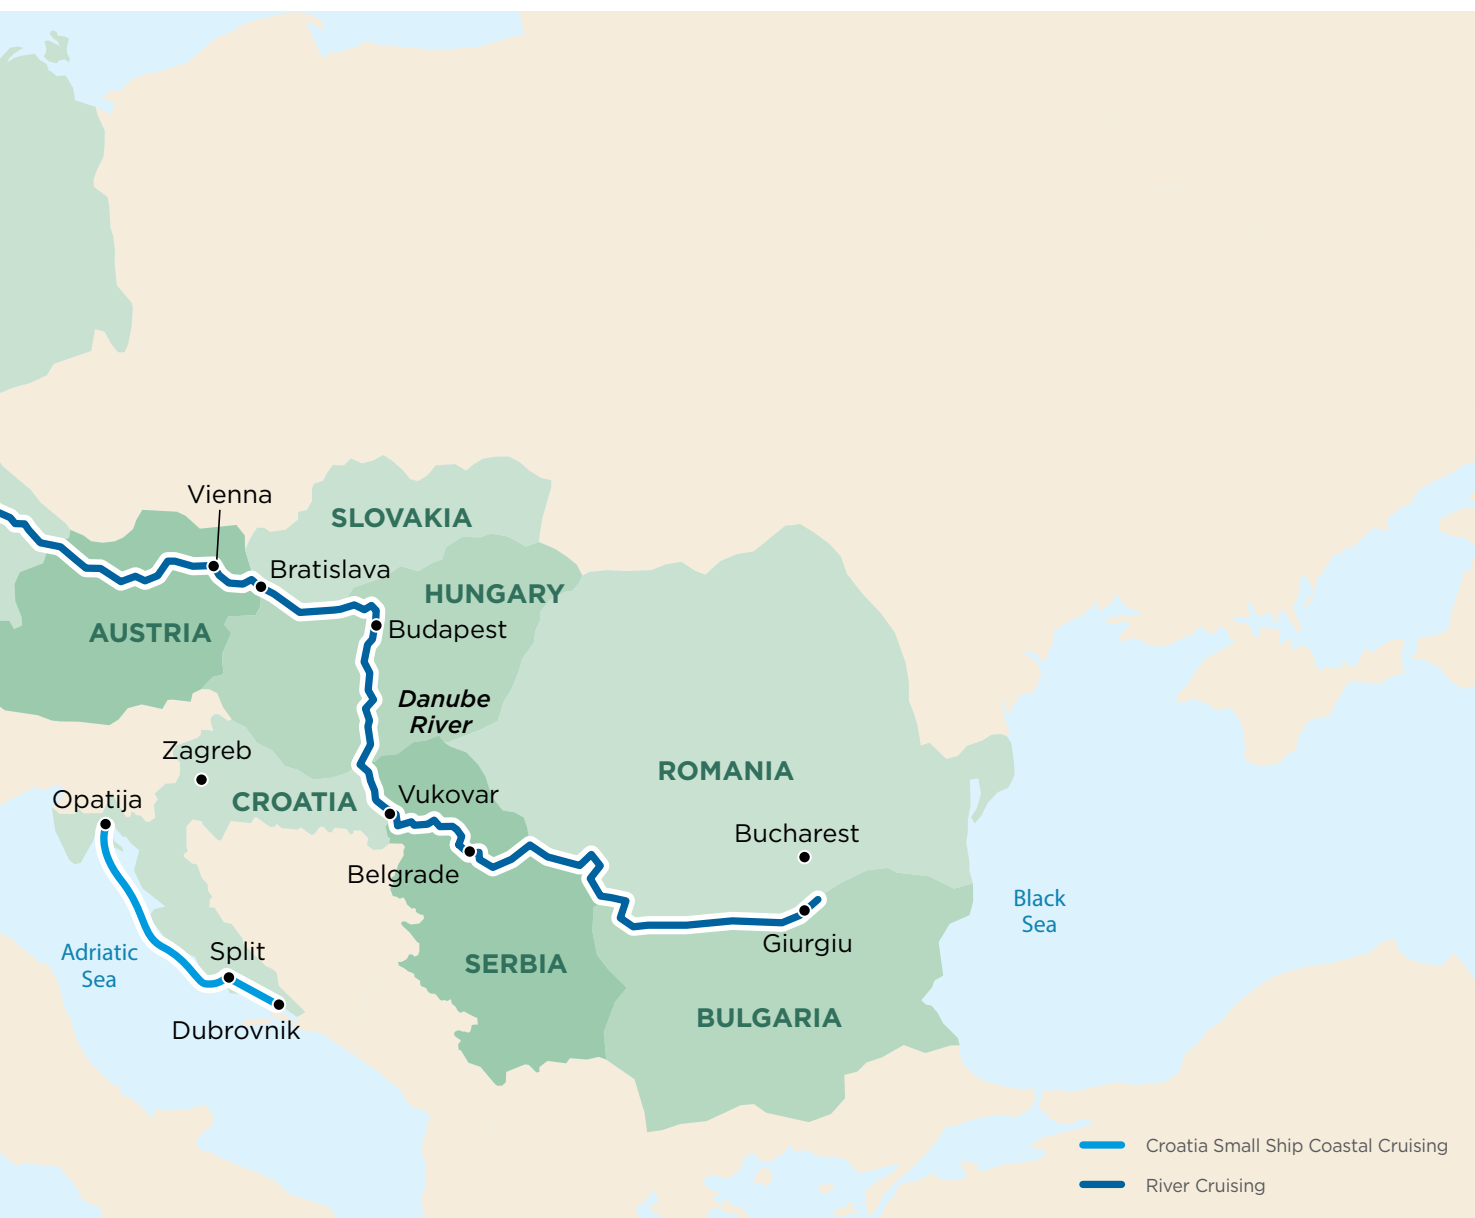 Vienna
SLOVAKIA
Bratislava
HUNGARY
AUSTRIA
Budapest
Danube
River
Zagreb
ROMANIA
Opatija
CROATIA
Vukovar
Bucharest
Belgrade
Black
Sea
Giurgiu
Adriatic
Sea
Split
SERBIA
BULGARIA
Dubrovnik
Croatia Small Ship Coastal Cruising
River Cruising